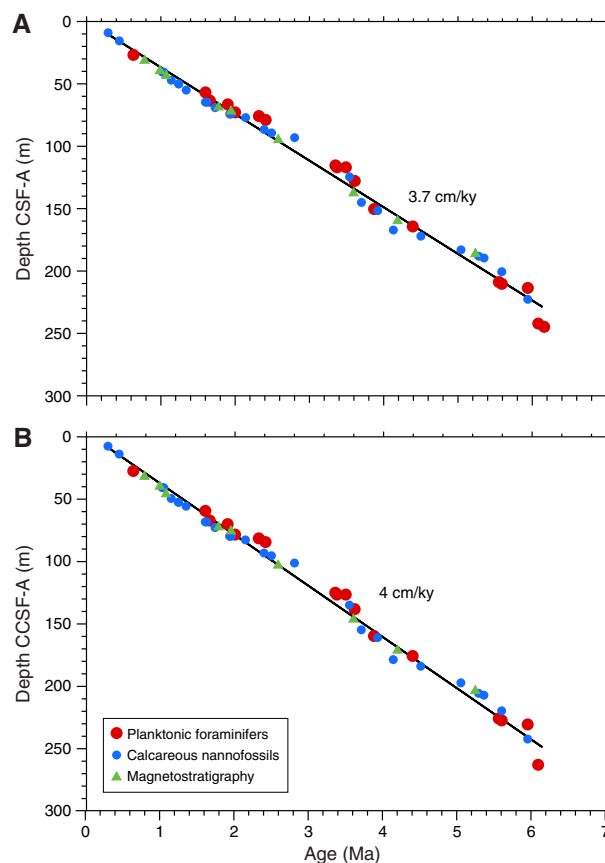 A
0
50
100
150
200
250
300
Depth CSF-A (m)
3.7 cm/ky
B
0
50
100
150
200
250
300
Depth CCSF-A (m)
4 cm/ky
Planktonic foraminifers
Calcareous nannofossils
Magnetostratigraphy
0 1 2 3 4 5 6 7
Age (Ma)